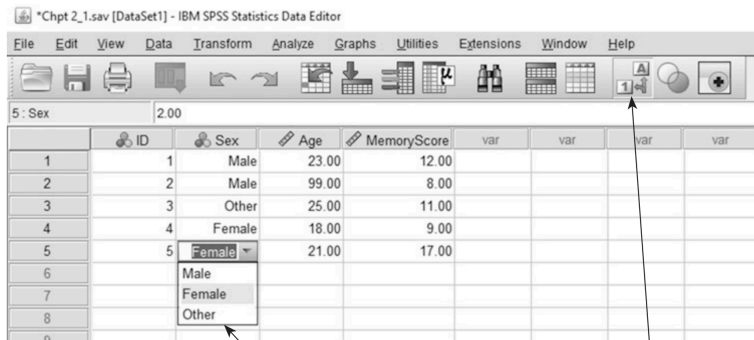 *Chpt 2_1.sav [DataSet1] - IBM SPSS Statistics Data Editor
File Edit View Data Transform Analyze Graphs Utilities Extensions Window Help
μ A 1
5 : Sex 2.00
ID Sex Age MemoryScore var var var var
1 1 Male 23.00 12.00
2 2 Male 99.00 8.00
3 3 Other 25.00 11.00
4 4 Female 18.00 9.00
5 5 Female 21.00 17.00
6 Male
7 Female
8 Other
9